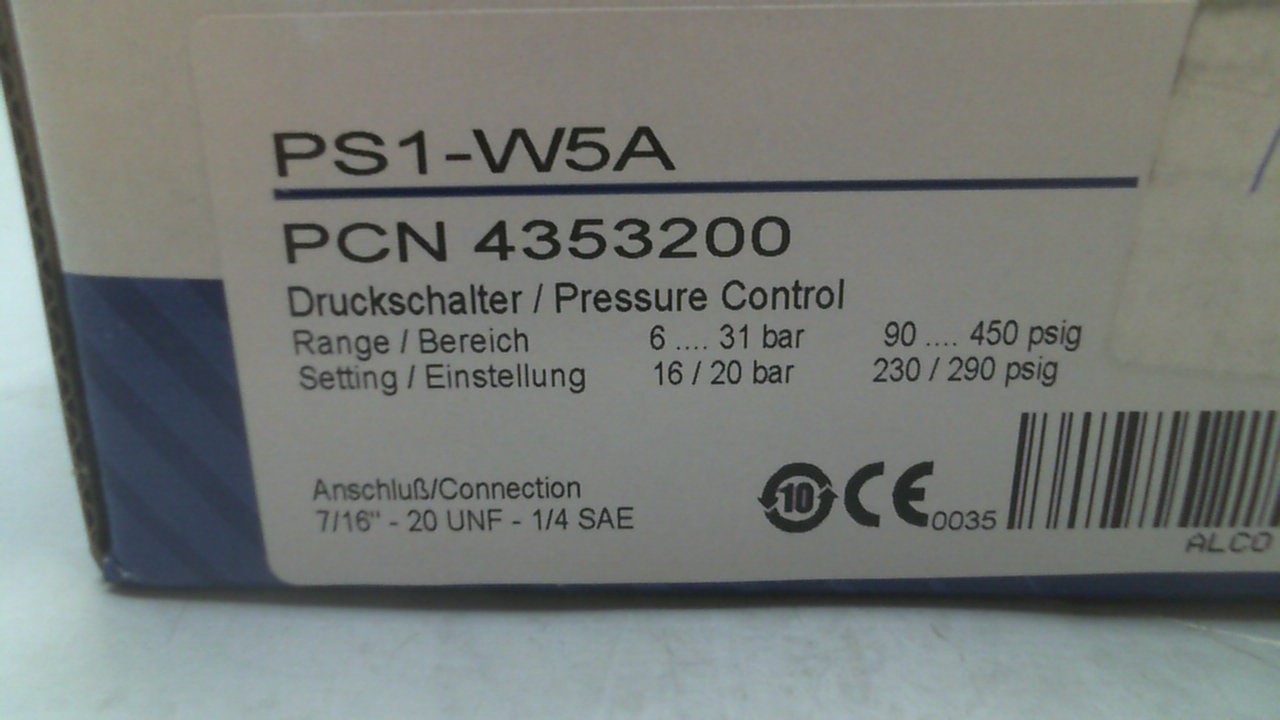 PS1-W5A
PCN 4353200
Druckschalter / Pressure Control
Range / Bereich 6 .... 31 bar 90 .... 450 psig
Setting / Einstellung 16 / 20 bar 230 / 290 psig
Anschluß/Connection
7/16" - 20 UNF - 1/4 SAE
10 CE 0035
ALCO